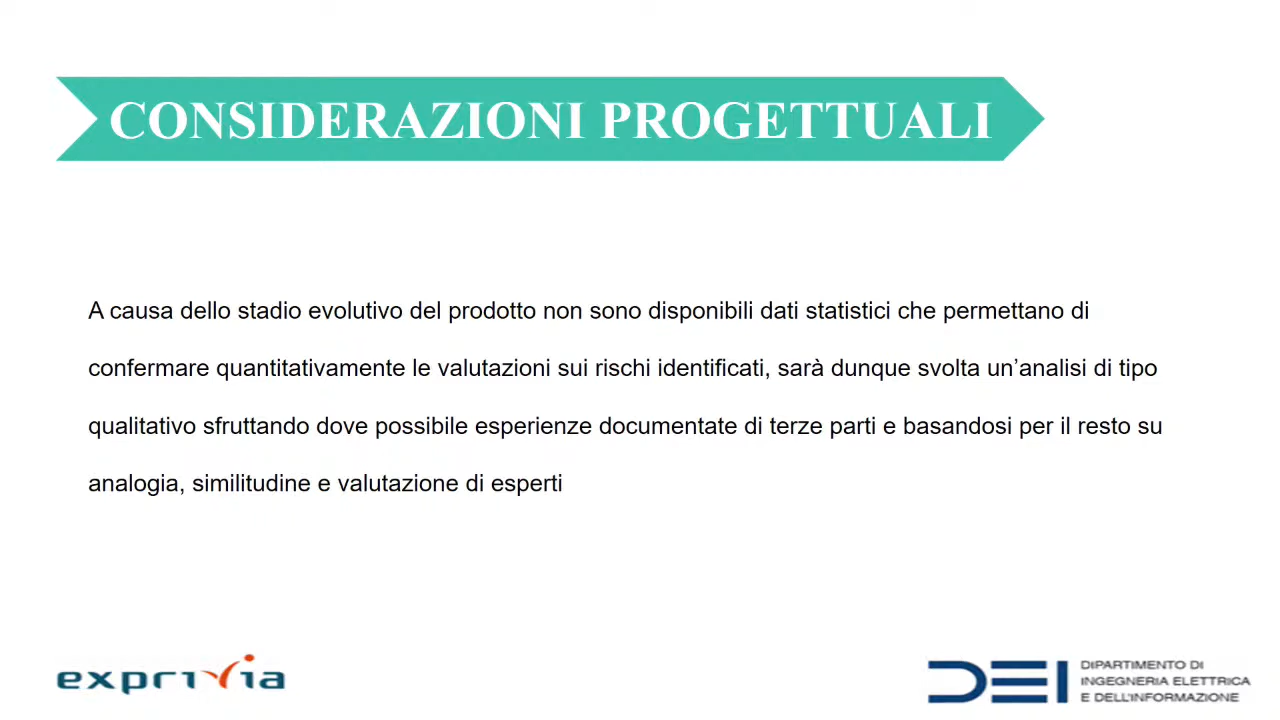 CONSIDERAZIONI PROGETTUALI
A causa dello stadio evolutivo del prodotto non sono disponibili dati statistici che permettano di
confermare quantitativamente le valutazioni sui rischi identificati, sarà dunque svolta un’analisi di tipo
qualitativo sfruttando dove possibile esperienze documentate di terze parti e basandosi per il resto su
analogia, similitudine e valutazione di esperti
exprivia
DEI
DIPARTIMENTO DI
INGEGNERIA ELETTRICA
E DELL'INFORMAZIONE